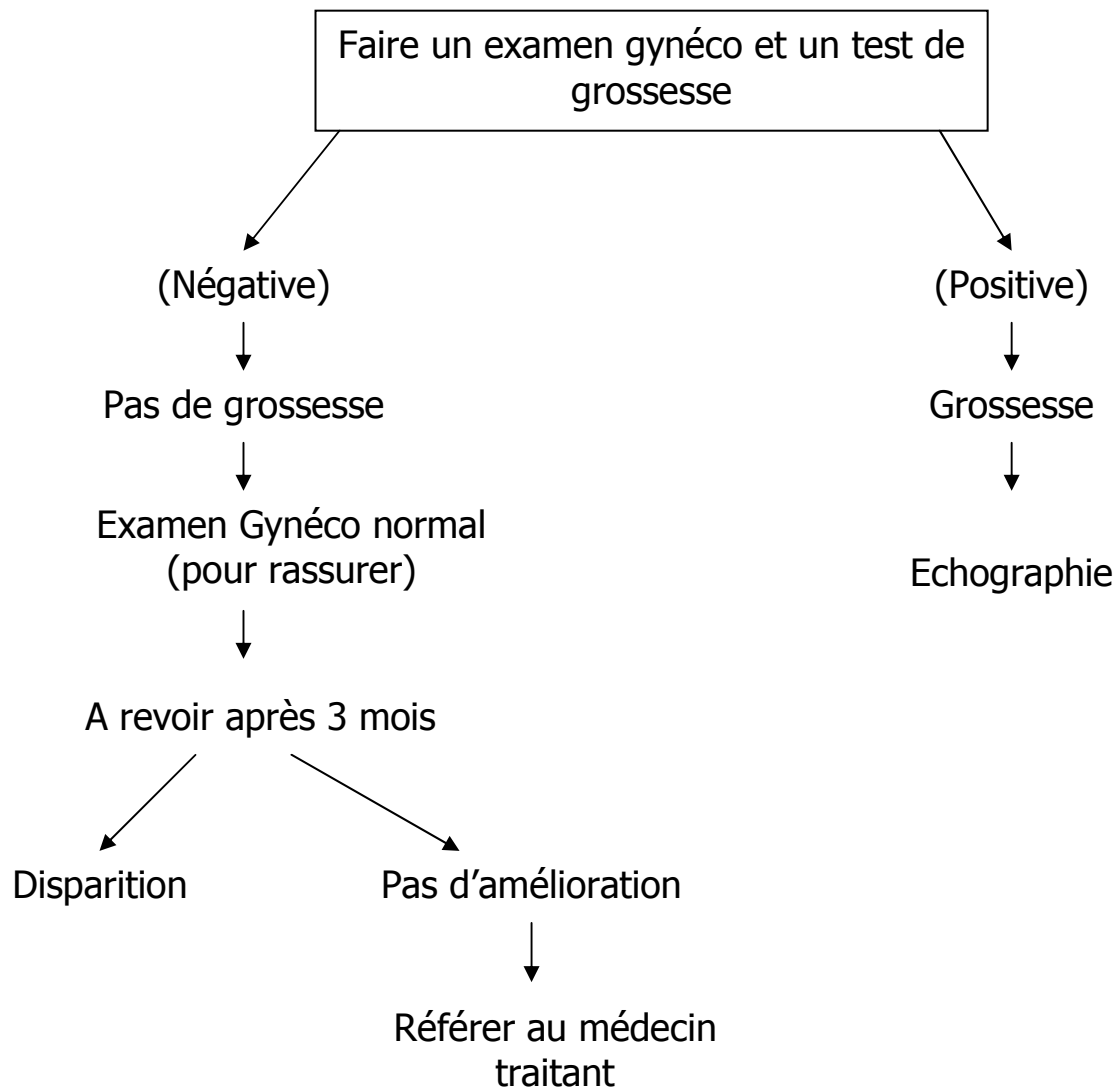 Faire un examen gynéco et un test de
grossesse
(Négative)
(Positive)
Pas de grossesse
Grossesse
Examen Gynéco normal
(pour rassurer)
Echographie
A revoir après 3 mois
Disparition
Pas d’amélioration
Référer au médecin
traitant